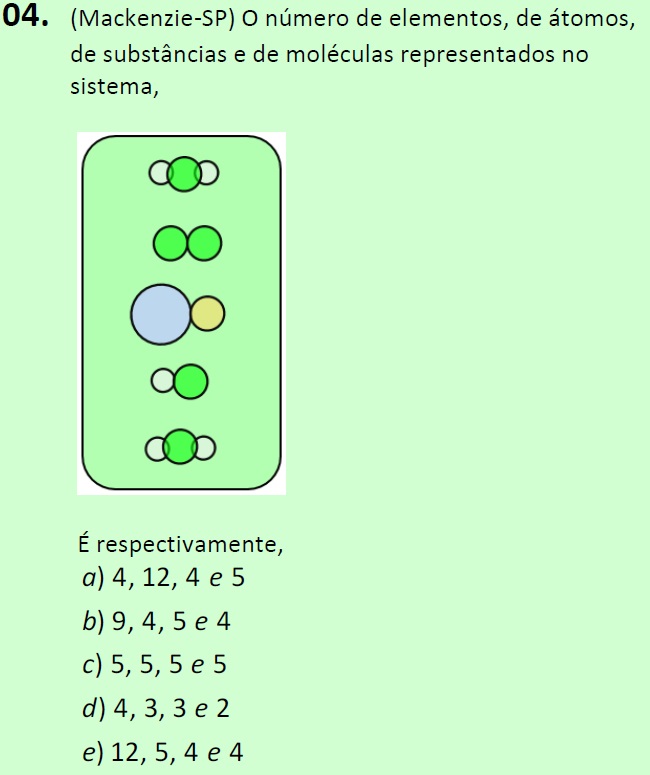 04. (Mackenzie-SP) O número de elementos, de átomos,
de substâncias e de moléculas representados no
sistema,
É respectivamente,
a) 4, 12, 4 e 5
b) 9, 4, 5 e 4
c) 5, 5, 5 e 5
d) 4, 3, 3 e 2
e) 12, 5, 4 e 4